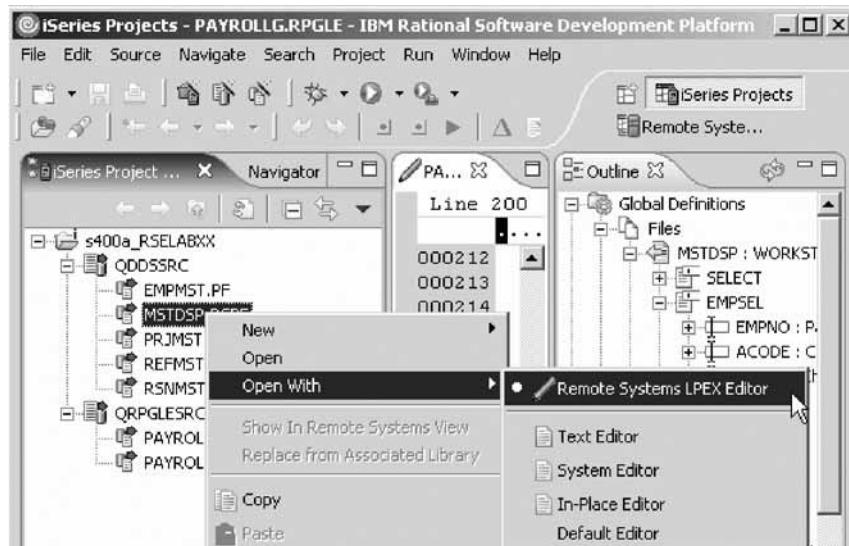 iSeries Projects - PAYROLLG.RPGLE - IBM Rational Software Development Platform
File Edit Source Navigate Search Project Run Window Help
iSeries Projects
Remote Syste...
iSeries Project ...
Navigator
PA...
Outline
s400a_RSELABXX
QDDSSRC
EMPMST.PF
PRJMST
REFMST
RSNMST
QRPGLESRC
PAYROL
PAYROL
Line 200
000212
000213
000214
Global Definitions
Files
MSTDSP : WORKST
SELECT
EMPSEL
EMPNO : P
ACODE : C
New
Open
Open With
Show In Remote Systems View
Replace from Associated Library
Copy
Paste
Remote Systems LPEX Editor
Text Editor
System Editor
In-Place Editor
Default Editor